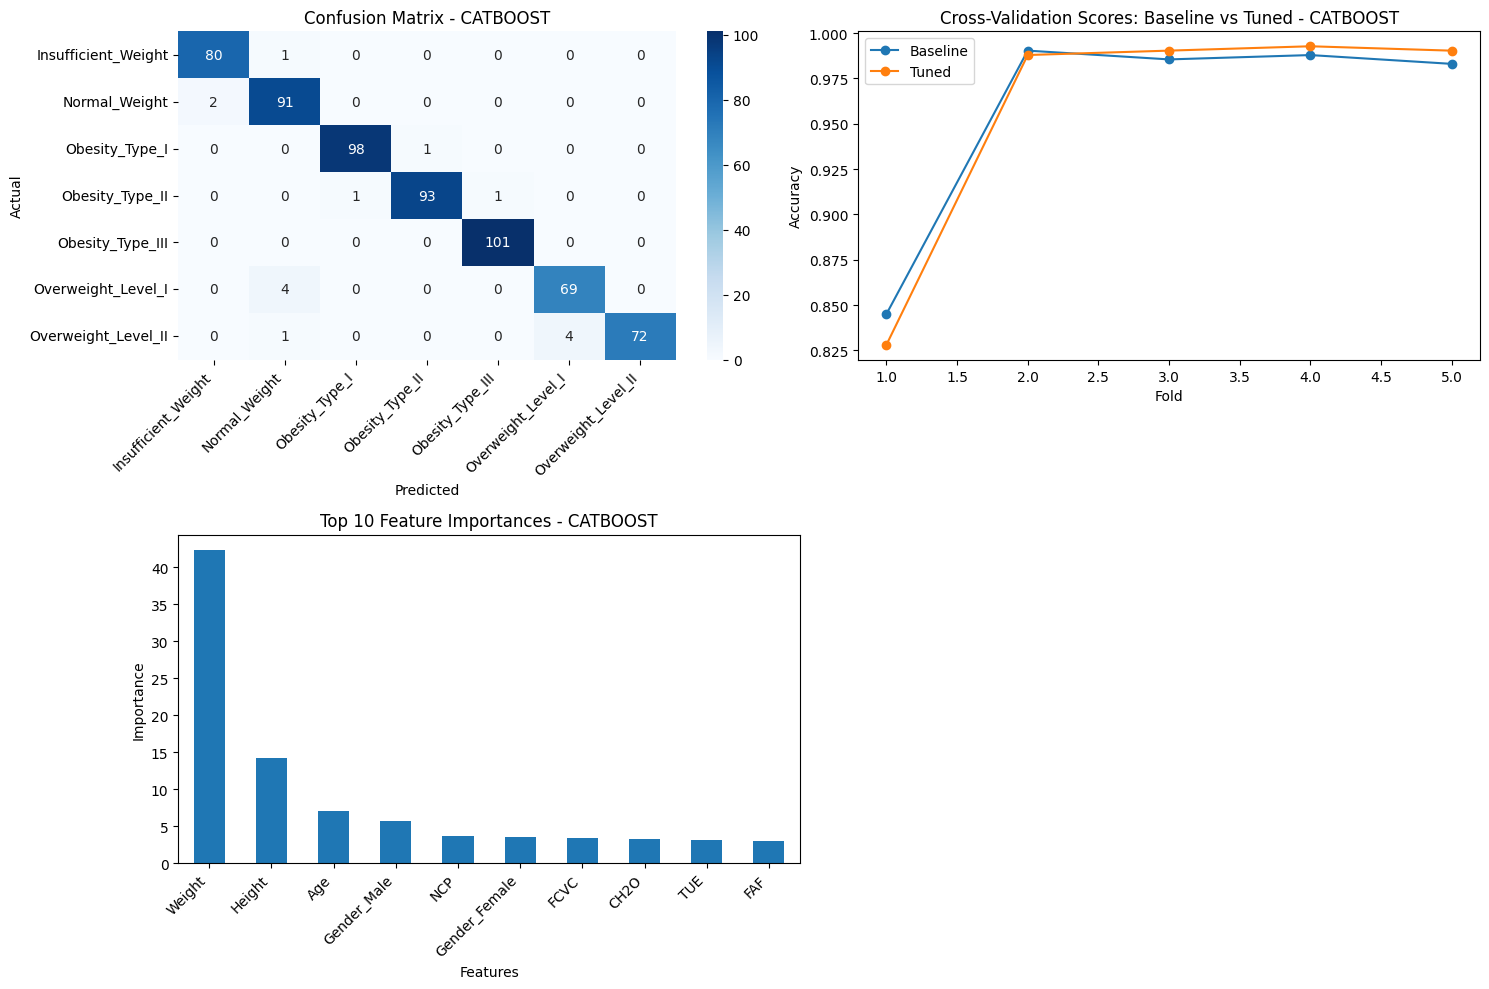 Confusion Matrix - CATBOOST
Actual
Insufficient_Weight 80 1 0 0 0 0 0
Normal_Weight 2 91 0 0 0 0 0
Obesity_Type_I 0 0 98 1 0 0 0
Obesity_Type_II 0 0 1 93 1 0 0
Obesity_Type_III 0 0 0 0 101 0 0
Overweight_Level_I 0 4 0 0 0 69 0
Overweight_Level_II 0 1 0 0 0 4 72
Insufficient_Weight
Normal_Weight
Obesity_Type_I
Obesity_Type_II
Obesity_Type_III
Overweight_Level_I
Overweight_Level_II
Predicted
100
80
60
40
20
0
Cross-Validation Scores: Baseline vs Tuned - CATBOOST
Baseline
Tuned
Accuracy
1.000
0.975
0.950
0.925
0.900
0.875
0.850
0.825
1.0 1.5 2.0 2.5 3.0 3.5 4.0 4.5 5.0
Fold
Top 10 Feature Importances - CATBOOST
Importance
40
35
30
25
20
15
10
5
0
Weight
Height
Age
Gender_Male
NCP
Gender_Female
FCVC
CH2O
TUE
FAF
Features